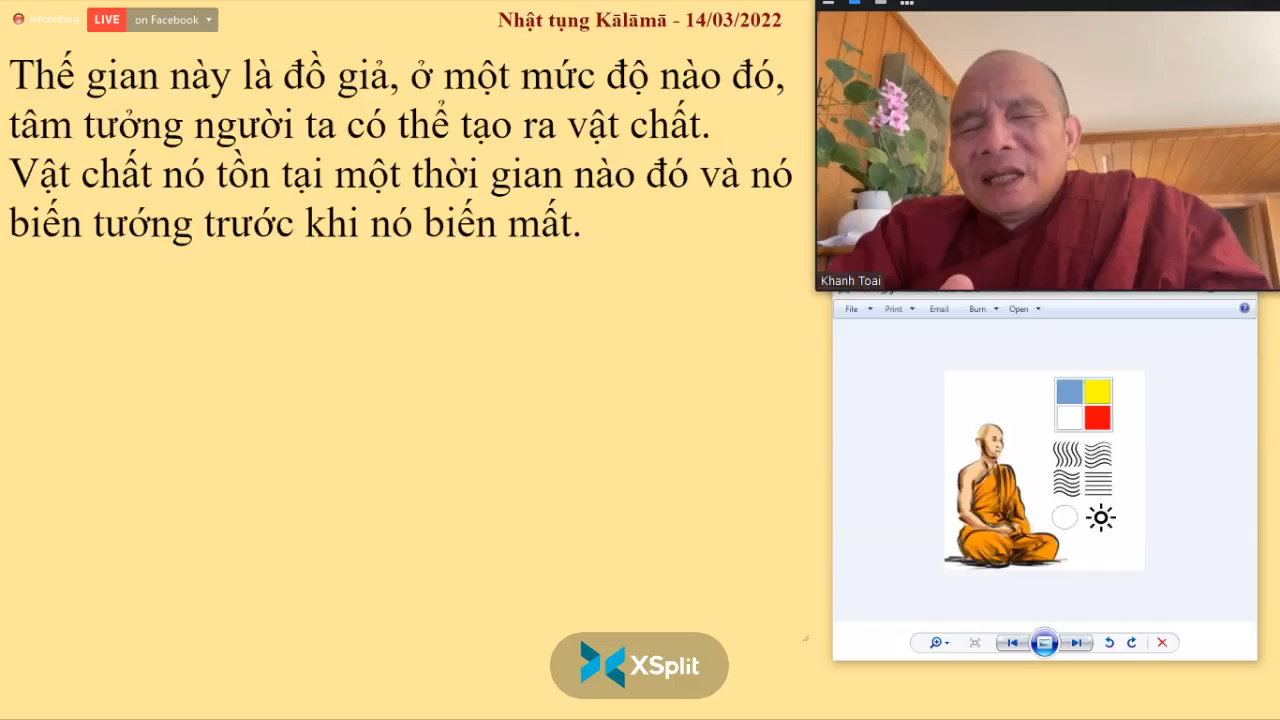 Recording
LIVE on Facebook
Nhật tụng Kālāmā - 14/03/2022
Thế gian này là đồ giả, ở một mức độ nào đó,
tâm tưởng người ta có thể tạo ra vật chất.
Vật chất nó tồn tại một thời gian nào đó và nó
biến tướng trước khi nó biến mất.
Khanh Toai
File Print Email Burn Open
XSplit